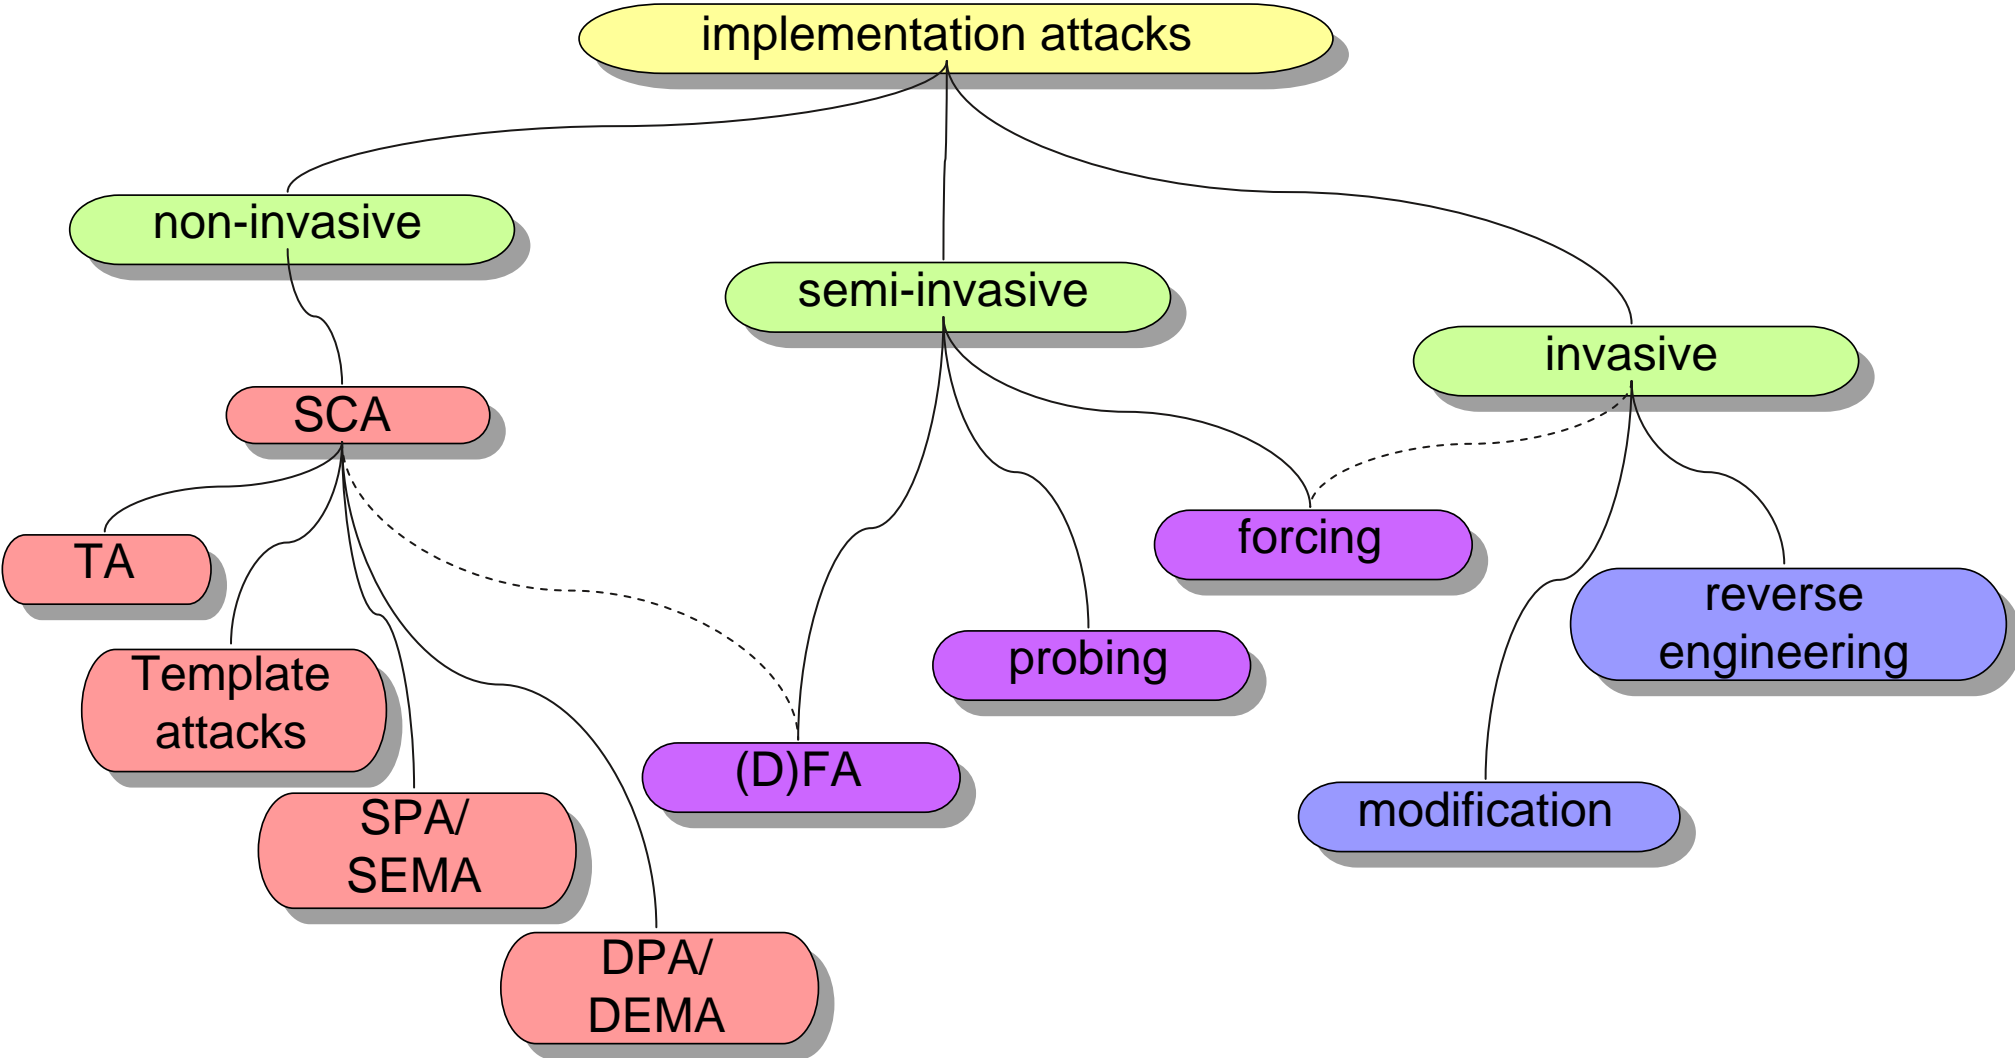 implementation attacks
non-invasive
semi-invasive
invasive
SCA
forcing
TA
reverse
engineering
probing
Template
attacks
(D)FA
modification
SPA/
SEMA
DPA/
DEMA